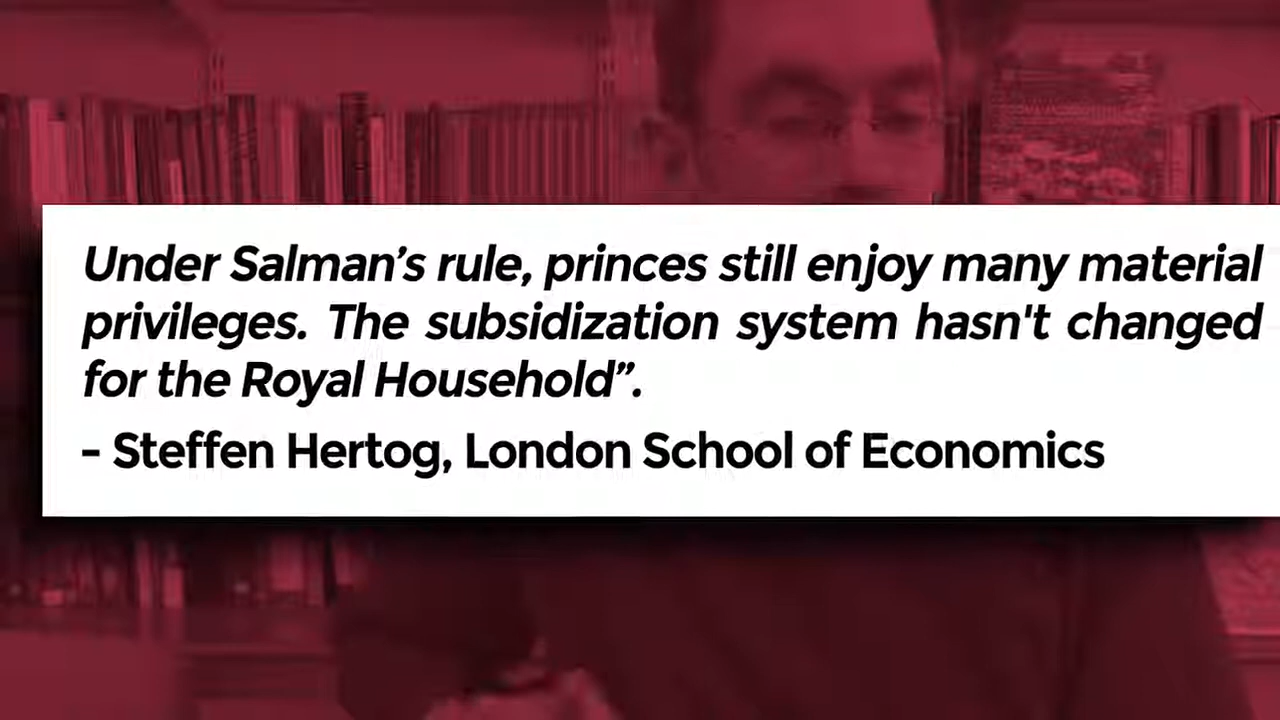 Under Salman’s rule, princes still enjoy many material
privileges. The subsidization system hasn't changed
for the Royal Household”.
- Steffen Hertog, London School of Economics